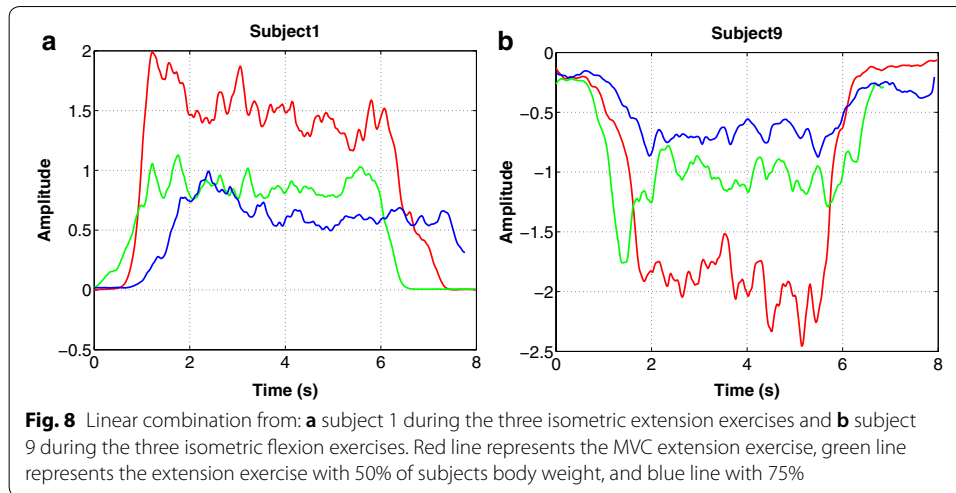 a
Subject1
2
1.5
1
0.5
0
−0.5
Amplitude
0 2 4 6 8
Time (s)
b
Subject9
0
−0.5
−1
−1.5
−2
−2.5
Amplitude
0 2 4 6 8
Time (s)
Fig. 8 Linear combination from: a subject 1 during the three isometric extension exercises and b subject
9 during the three isometric flexion exercises. Red line represents the MVC extension exercise, green line
represents the extension exercise with 50% of subjects body weight, and blue line with 75%